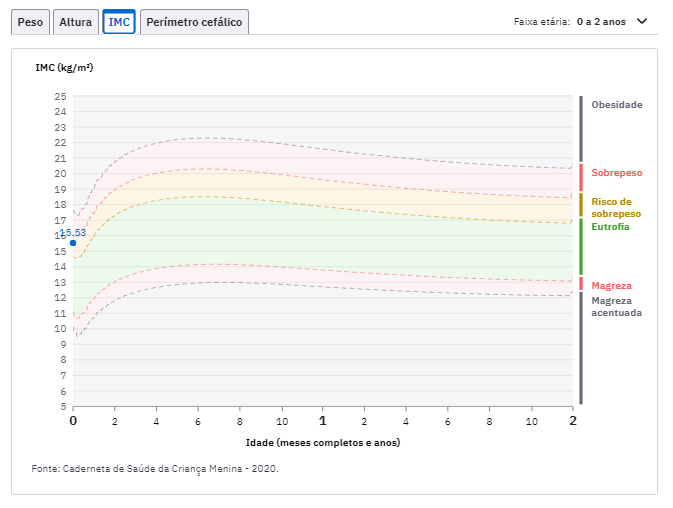 Peso Altura IMC Perímetro cefálico Faixa etária: 0 a 2 anos
IMC (kg/m²)
25
24
23
22
21
20
19
18
17
16
15
14
13
12
11
10
9
8
7
6
5
15.53
Obesidade
Sobrepeso
Risco de
sobrepeso
Eutrofia
Magreza
Magreza
acentuada
0 2 4 6 8 10 1 2 4 6 8 10 2
Idade (meses completos e anos)
Fonte: Caderneta de Saúde da Criança Menina - 2020.